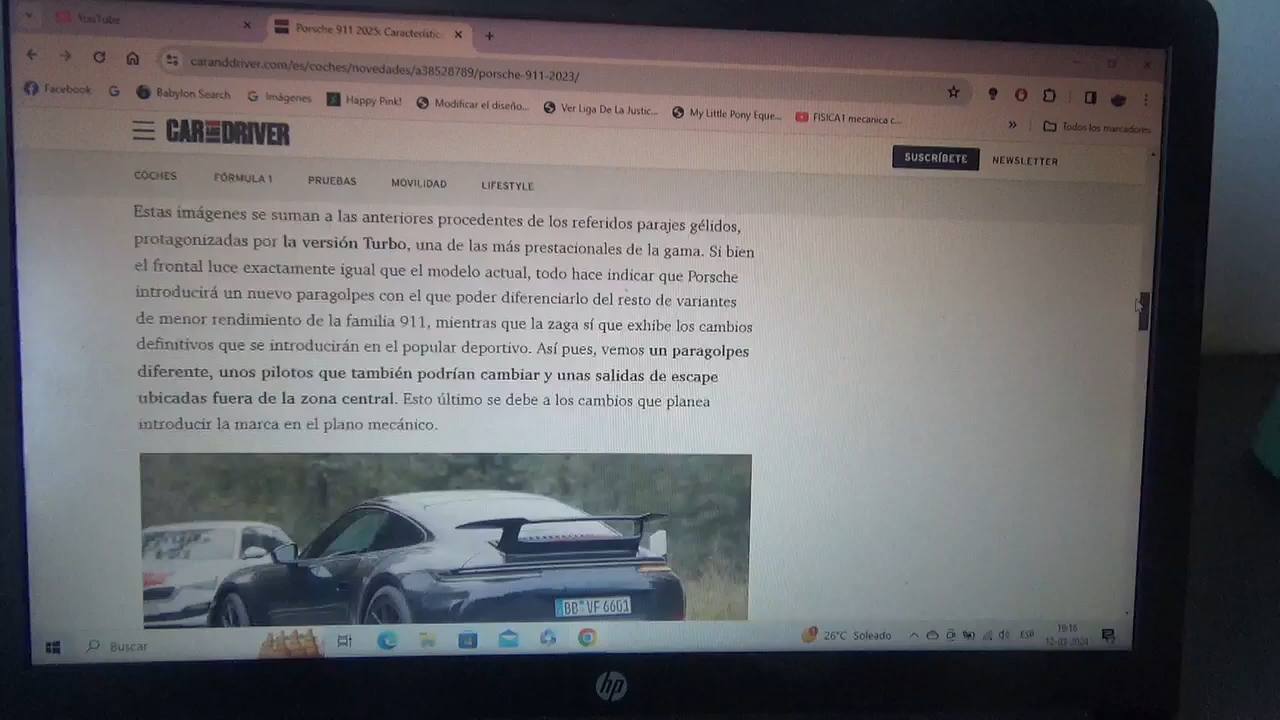 YouTube
Porsche 911 2025: Característic
caranddriver.com/es/coches/novedades/a38528789/porsche-911-2023/
Facebook
G
Babylon Search
Imágenes
Happy Pink!
Modificar el diseño...
Ver Liga De La Justic...
My Little Pony Eque...
FISICA1 mecanica c...
Todos los marcadores
CAR AND DRIVER
SUSCRÍBETE
NEWSLETTER
COCHES
FÓRMULA 1
PRUEBAS
MOVILIDAD
LIFESTYLE
Estas imágenes se suman a las anteriores procedentes de los referidos parajes gélidos,
protagonizadas por la versión Turbo, una de las más prestacionales de la gama. Si bien
el frontal luce exactamente igual que el modelo actual, todo hace indicar que Porsche
introducirá un nuevo paragolpes con el que poder diferenciarlo del resto de variantes
de menor rendimiento de la familia 911, mientras que la zaga sí que exhibe los cambios
definitivos que se introducirán en el popular deportivo. Así pues, vemos un paragolpes
diferente, unos pilotos que también podrían cambiar y unas salidas de escape
ubicadas fuera de la zona central. Esto último se debe a los cambios que planea
introducir la marca en el plano mecánico.
BB VF 6601
Buscar
26°C Soleado
ESP
19:16
12-03-2024
hp